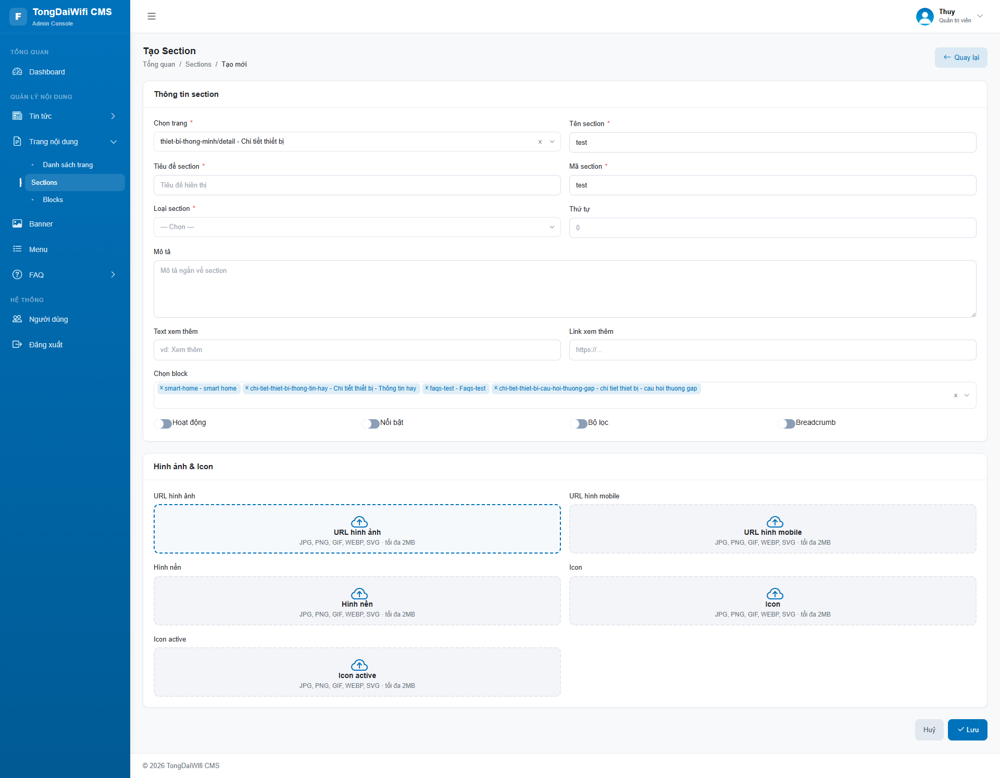 F
TongDaiWifi CMS
Admin Console
Thuy
Quản trị viên
TỔNG QUAN
Dashboard
QUẢN LÝ NỘI DUNG
Tin tức
Trang nội dung
Danh sách trang
Sections
Blocks
Banner
Menu
FAQ
HỆ THỐNG
Người dùng
Đăng xuất
Tạo Section
Tổng quan / Sections / Tạo mới
← Quay lại
Thông tin section
Chọn trang *
thiet-bi-thong-minh/detail - Chi tiết thiết bị
x
Tên section *
test
Tiêu đề section *
Tiêu đề hiển thị
Mã section *
test
Loại section *
— Chọn —
Thứ tự
0
Mô tả
Mô tả ngắn về section
Text xem thêm
vd: Xem thêm
Link xem thêm
https://...
Chọn block
x smart-home - smart home x chi-tiet-thiet-bi-thong-tin-hay - Chi tiết thiết bị - Thông tin hay x faqs-test - Faqs-test x chi-tiet-thiet-bi-cau-hoi-thuong-gap - chi tiet thiet bị - cau hoi thuong gap
x
Hoạt động
Nổi bật
Bộ lọc
Breadcrumb
Hình ảnh & Icon
URL hình ảnh
URL hình ảnh
JPG, PNG, GIF, WEBP, SVG · tối đa 2MB
URL hình mobile
URL hình mobile
JPG, PNG, GIF, WEBP, SVG · tối đa 2MB
Hình nền
Hình nền
JPG, PNG, GIF, WEBP, SVG · tối đa 2MB
Icon
Icon
JPG, PNG, GIF, WEBP, SVG · tối đa 2MB
Icon active
Icon active
JPG, PNG, GIF, WEBP, SVG · tối đa 2MB
Huỷ
Lưu
© 2026 TongDaiWifi CMS